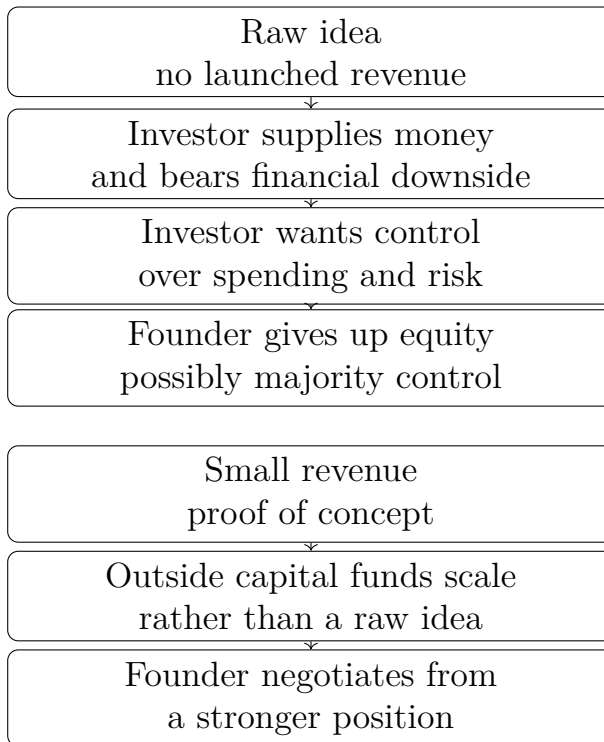 Raw idea
no launched revenue
Investor supplies money
and bears financial downside
Investor wants control
over spending and risk
Founder gives up equity
possibly majority control
Small revenue
proof of concept
Outside capital funds scale
rather than a raw idea
Founder negotiates from
a stronger position